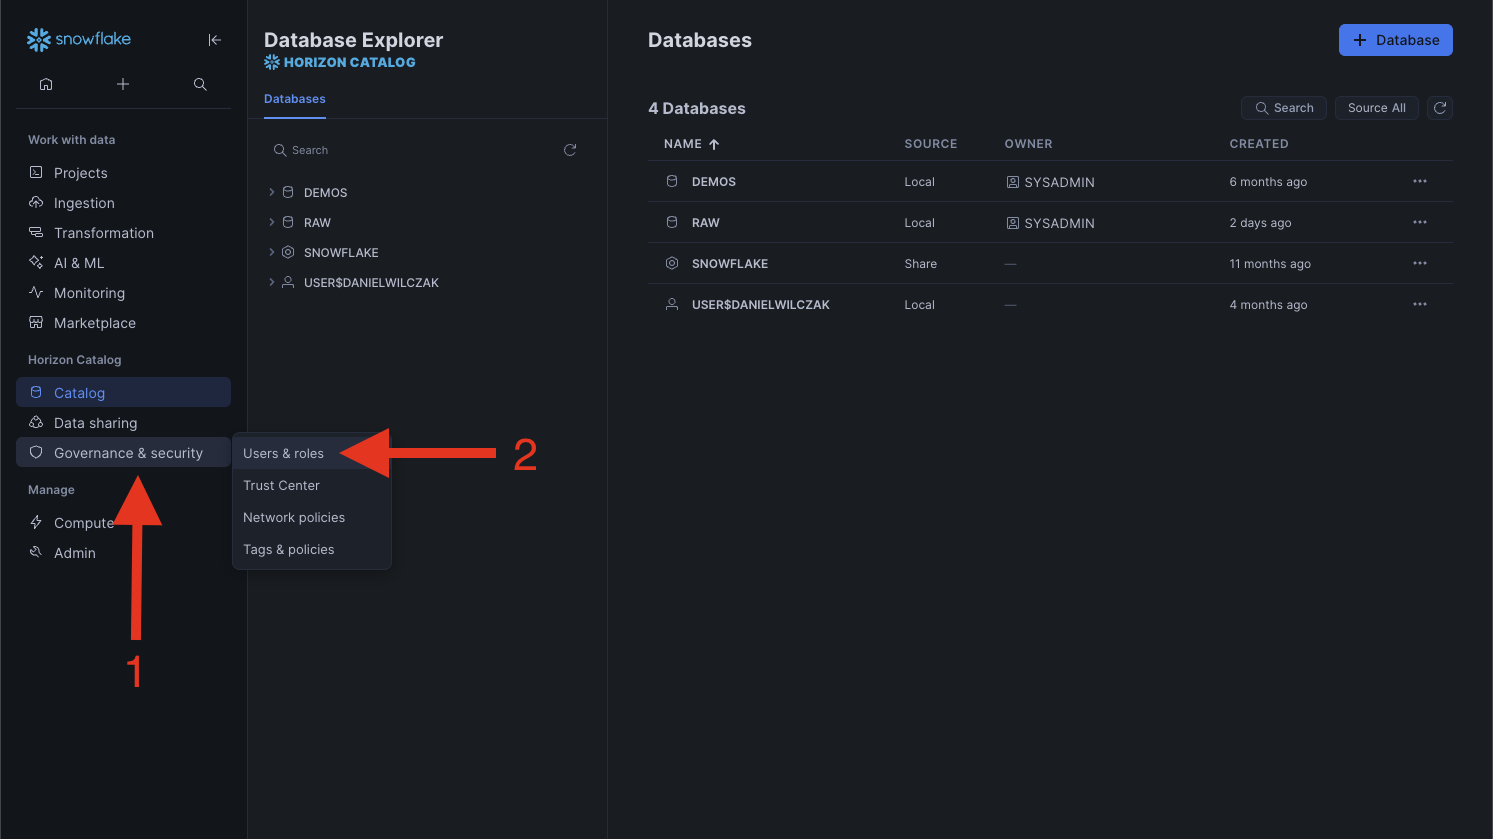 snowflake
Work with data
Projects
Ingestion
Transformation
AI & ML
Monitoring
Marketplace
Horizon Catalog
Catalog
Data sharing
Governance & security
Manage
Compute
Admin
1
Users & roles
Trust Center
Network policies
Tags & policies
2
Database Explorer
HORIZON CATALOG
Databases
Search
DEMOS
RAW
SNOWFLAKE
USER$DANIELWILCZAK
Databases
+ Database
4 Databases
Search
Source All
NAME ↑ SOURCE OWNER CREATED
DEMOS Local SYSADMIN 6 months ago ...
RAW Local SYSADMIN 2 days ago ...
SNOWFLAKE Share — 11 months ago ...
USER$DANIELWILCZAK Local — 4 months ago ...